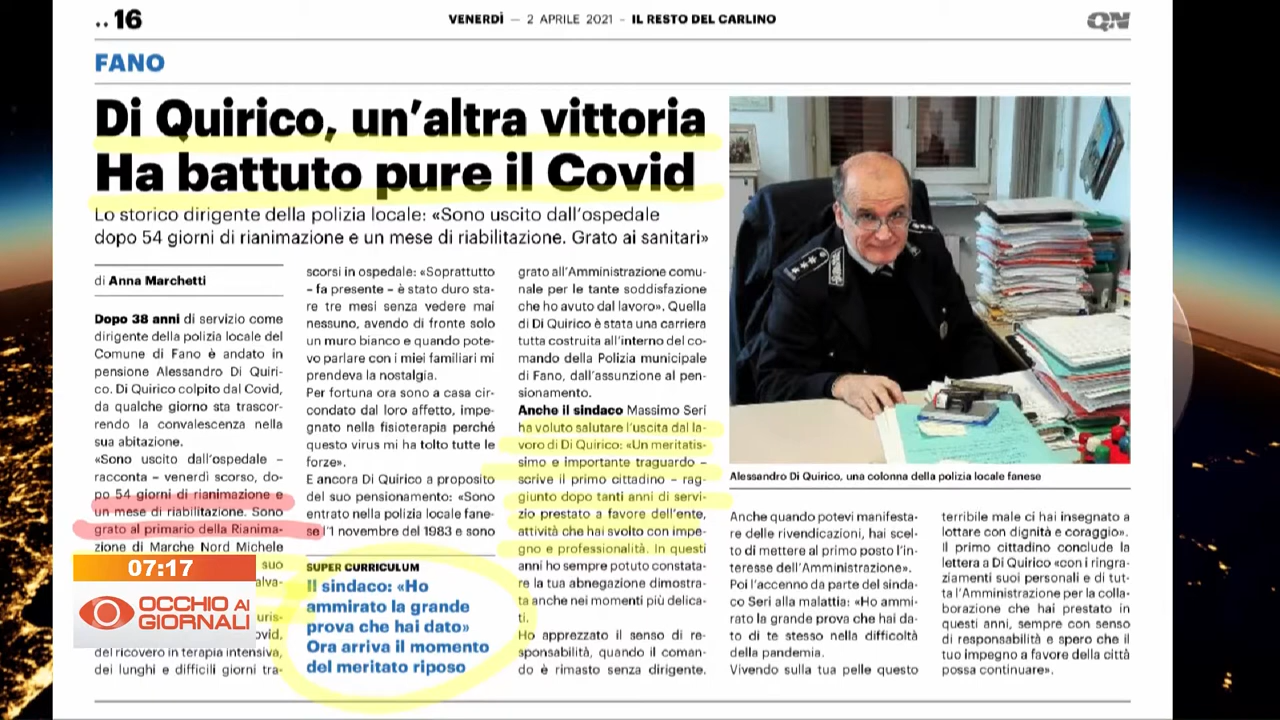 .. 16
VENERDÌ — 2 APRILE 2021 – IL RESTO DEL CARLINO
QN
FANO
Di Quirico, un'altra vittoria
Ha battuto pure il Covid
Lo storico dirigente della polizia locale: «Sono uscito dall'ospedale
dopo 54 giorni di rianimazione e un mese di riabilitazione. Grato ai sanitari»
di Anna Marchetti
Dopo 38 anni di servizio come
dirigente della polizia locale del
Comune di Fano è andato in
pensione Alessandro Di Quiri-
co. Di Quirico colpito dal Covid,
da qualche giorno sta trascor-
rendo la convalescenza nella
sua abitazione.
«Sono uscito dall'ospedale –
racconta – venerdì scorso, do-
po 54 giorni di rianimazione e
un mese di riabilitazione. Sono
grato al primario della Rianima-
zione di Marche Nord Michele
suo
alva-
uris-
ovid,
del ricovero in terapia intensiva,
dei lunghi e difficili giorni tra-
07:17
OCCHIO AI
GIORNALI
scorsi in ospedale: «Soprattutto
– fa presente – è stato duro sta-
re tre mesi senza vedere mai
nessuno, avendo di fronte solo
un muro bianco e quando pote-
vo parlare con i miei familiari mi
prendeva la nostalgia.
Per fortuna ora sono a casa cir-
condato dal loro affetto, impe-
gnato nella fisioterapia perché
questo virus mi ha tolto tutte le
forze».
E ancora Di Quirico a proposito
del suo pensionamento: «Sono
entrato nella polizia locale fane-
se l'1 novembre del 1983 e sono
SUPER CURRICULUM
Il sindaco: «Ho
ammirato la grande
prova che hai dato»
Ora arriva il momento
del meritato riposo
grato all'Amministrazione comu-
nale per le tante soddisfazione
che ho avuto dal lavoro». Quella
di Di Quirico è stata una carriera
tutta costruita all'interno del co-
mando della Polizia municipale
di Fano, dall'assunzione al pen-
sionamento.
Anche il sindaco Massimo Seri
ha voluto salutare l'uscita dal la-
voro di Di Quirico: «Un meritatis-
simo e importante traguardo –
scrive il primo cittadino – rag-
giunto dopo tanti anni di servi-
zio prestato a favore dell'ente,
attività che hai svolto con impe-
gno e professionalità. In questi
anni ho sempre potuto constata-
re la tua abnegazione dimostra-
ta anche nei momenti più delica-
ti.
Ho apprezzato il senso di re-
sponsabilità, quando il coman-
do è rimasto senza dirigente.
Alessandro Di Quirico, una colonna della polizia locale fanese
Anche quando potevi manifesta-
re delle rivendicazioni, hai scel-
to di mettere al primo posto l'in-
teresse dell'Amministrazione».
Poi l'accenno da parte del sinda-
co Seri alla malattia: «Ho ammi-
rato la grande prova che hai da-
to di te stesso nella difficoltà
della pandemia.
Vivendo sulla tua pelle questo
terribile male ci hai insegnato a
lottare con dignità e coraggio».
Il primo cittadino conclude la
lettera a Di Quirico «con i ringra-
ziamenti suoi personali e di tut-
ta l'Amministrazione per la colla-
borazione che hai prestato in
questi anni, sempre con senso
di responsabilità e spero che il
tuo impegno a favore della città
possa continuare».